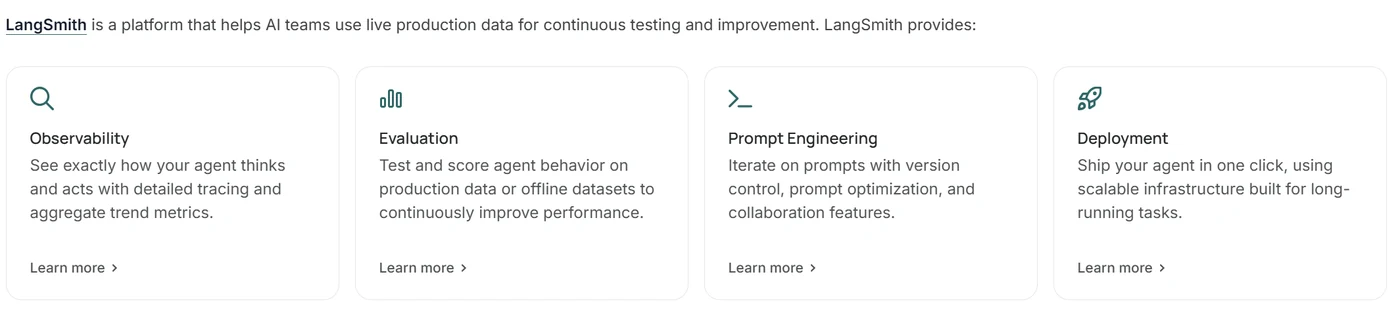 LangSmith is a platform that helps AI teams use live production data for continuous testing and improvement. LangSmith provides:
Observability
See exactly how your agent thinks
and acts with detailed tracing and
aggregate trend metrics.
Learn more
Evaluation
Test and score agent behavior on
production data or offline datasets to
continuously improve performance.
Learn more
Prompt Engineering
Iterate on prompts with version
control, prompt optimization, and
collaboration features.
Learn more
Deployment
Ship your agent in one click, using
scalable infrastructure built for long-
running tasks.
Learn more